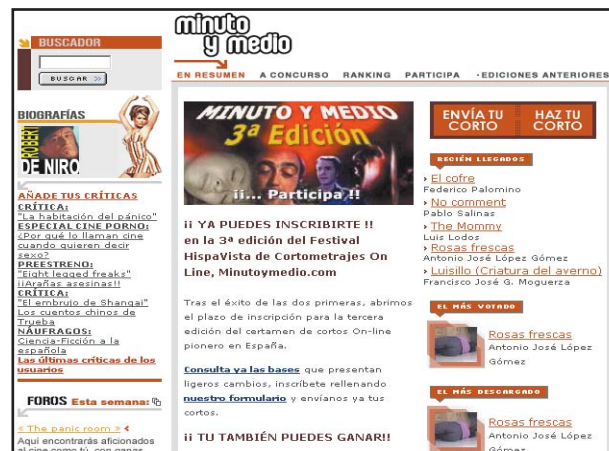 BUSCADOR
BUSCAR >>
BIOGRAFÍAS
ROBERT
DE NIRO
AÑADE TUS CRÍTICAS
CRÍTICA:
"La habitación del pánico"
ESPECIAL CINE PORNO:
¿Por qué lo llaman cine
cuando quieren decir
sexo?
PREESTRENO:
"Eight legged freaks"
¡¡Arañas asesinas!!
CRÍTICA:
"El embrujo de Shangai"
Los cuentos chinos de
Trueba
NÁUFRAGOS:
Ciencia-Ficción a la
española
Las últimas críticas de los
usuarios
FOROS Esta semana:
< The panic room >
Aquí encontrarás aficionados
al cine como tú, con ganas
minuto
y medio
EN RESUMEN A CONCURSO RANKING PARTICIPA ·EDICIONES ANTERIORES
MINUTO Y MEDIO
3ª Edición
¡¡... Participa !!
¡¡ YA PUEDES INSCRIBIRTE !!
en la 3ª edición del Festival
HispaVista de Cortometrajes On
Line, Minutoymedio.com
Tras el éxito de las dos primeras, abrimos
el plazo de inscripción para la tercera
edición del certamen de cortos On-line
pionero en España.
Consulta ya las bases que presentan
ligeros cambios, inscríbete rellenando
nuestro formulario y envíanos ya tus
cortos.
¡¡ TU TAMBIÉN PUEDES GANAR!!
ENVÍA TU
CORTO
HAZ TU
CORTO
RECIÉN LLEGADOS
› El cofre
Federico Palomino
› No comment
Pablo Salinas
› The Mommy
Luis Lodos
› Rosas frescas
Antonio José López Gómez
› Luisillo (Criatura del averno)
Francisco José G. Moguerza
EL MÁS VOTADO
Rosas frescas
Antonio José López
Gómez
EL MÁS DESCARGADO
Rosas frescas
Antonio José López
Gómez